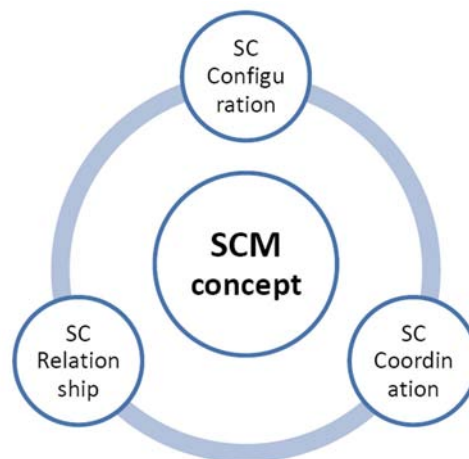 SC
Configu
ration
SCM
concept
SC
Relation
ship
SC
Coordin
ation